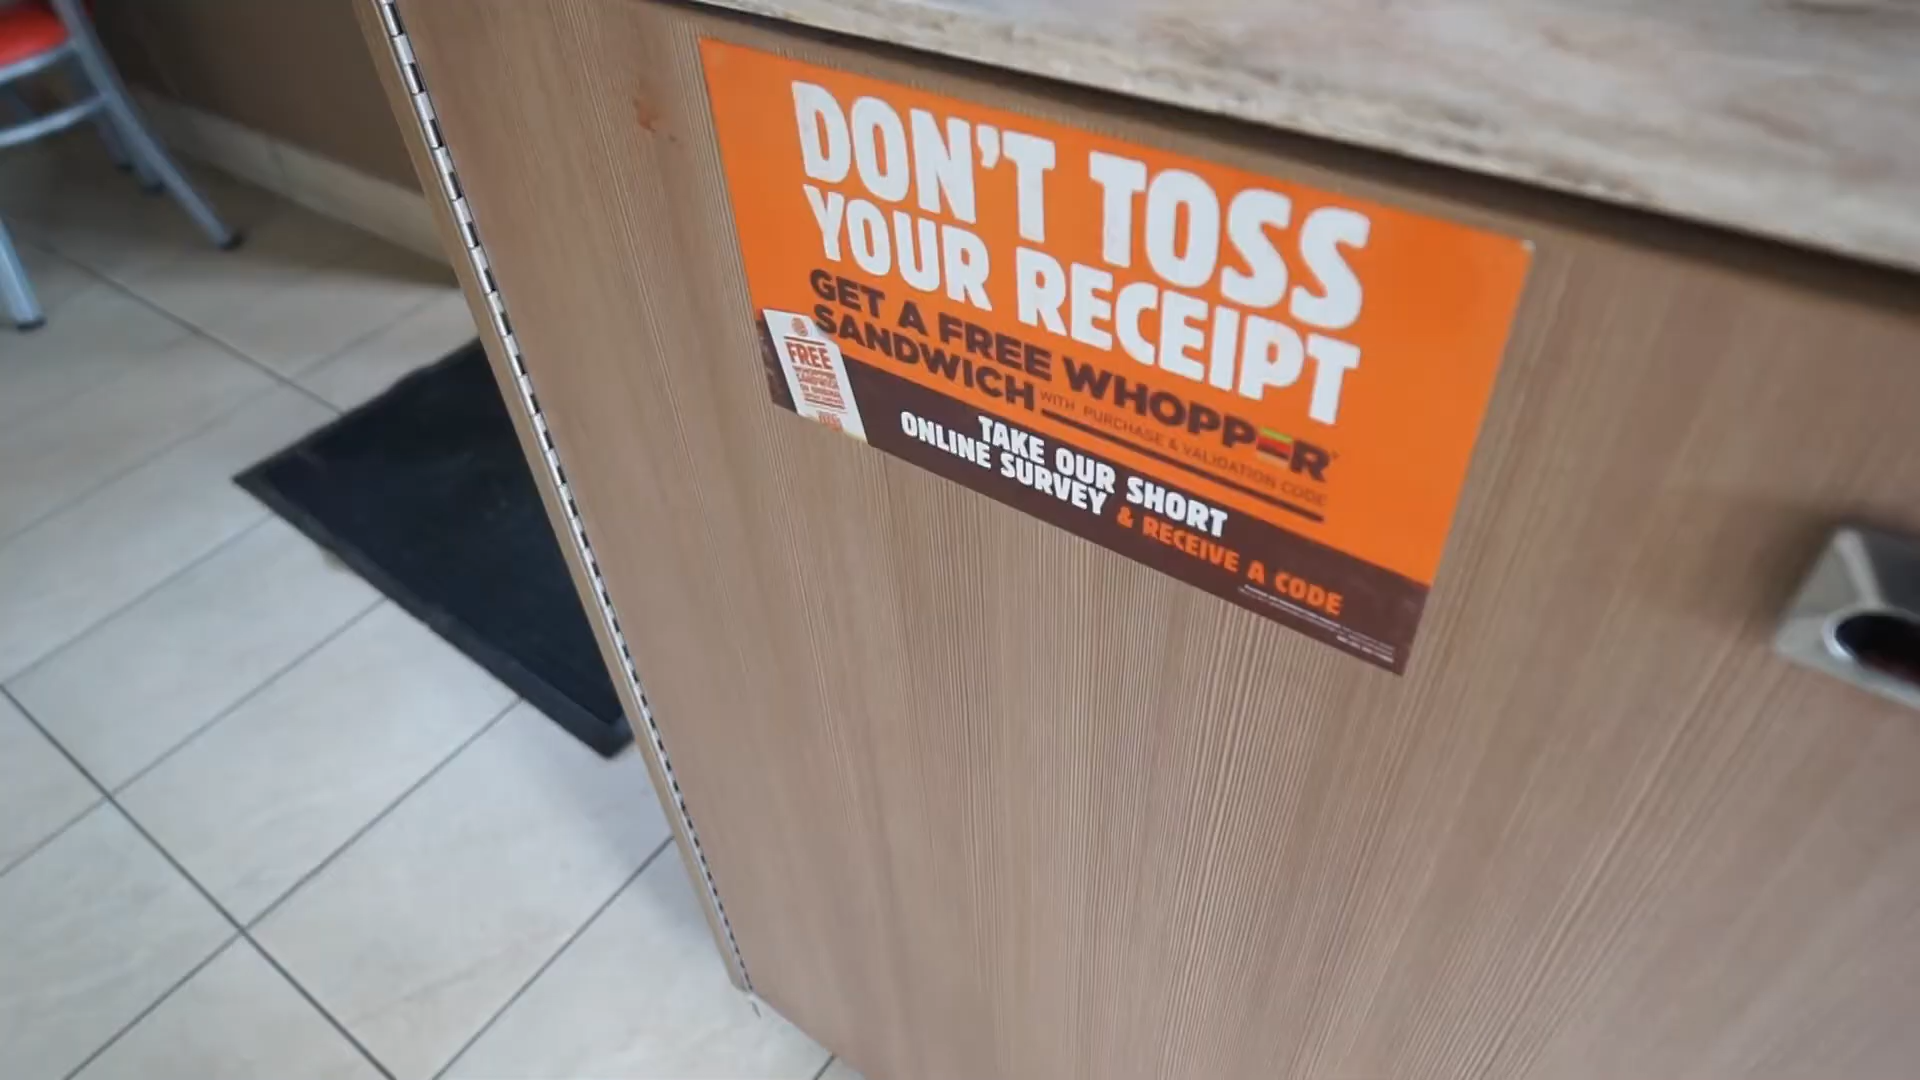 DON'T TOSS
YOUR RECEIPT
GET A FREE WHOPPER®
SANDWICH WITH PURCHASE & VALIDATION CODE
FREE
TAKE OUR SHORT
ONLINE SURVEY & RECEIVE A CODE